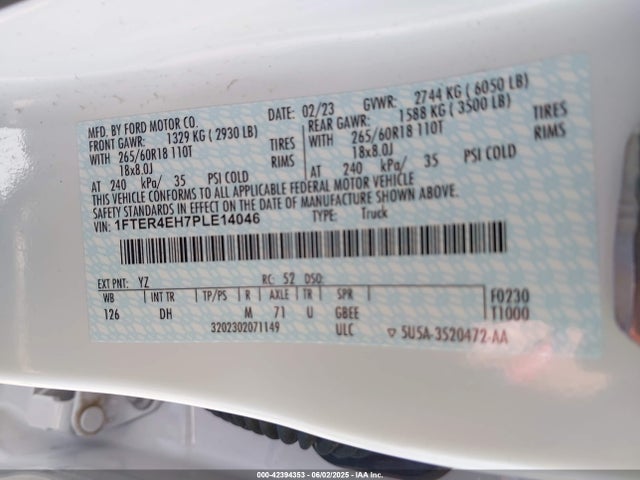 MFD. BY FORD MOTOR CO.
DATE: 02/23 GVWR: 2744 KG ( 6050 LB)
FRONT GAWR: 1329 KG ( 2930 LB) REAR GAWR: 1588 KG ( 3500 LB)
WITH 265/60R18 110T TIRES WITH 265/60R18 110T TIRES
18x8.0J RIMS 18x8.0J RIMS
AT 240 kPa/ 35 PSI COLD AT 240 kPa/ 35 PSI COLD
THIS VEHICLE CONFORMS TO ALL APPLICABLE FEDERAL MOTOR VEHICLE
SAFETY STANDARDS IN EFFECT ON THE DATE OF MANUFACTURE SHOWN ABOVE.
VIN: 1FTER4EH7PLE14046 TYPE: Truck
EXT PNT: YZ RC: 52 DSO:
WB INT TR TP/PS R AXLE TR SPR F0230
126 DH M 71 U GBEE T1000
3202302071149 ULC ▽ 5U5A-3S20472-AA
00-42394353 - 06/02/2025 - IAA Inc.